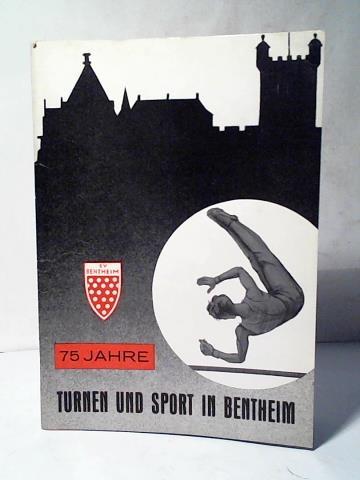 SV
BENTHEIM
75 JAHRE
TURNEN UND SPORT IN BENTHEIM